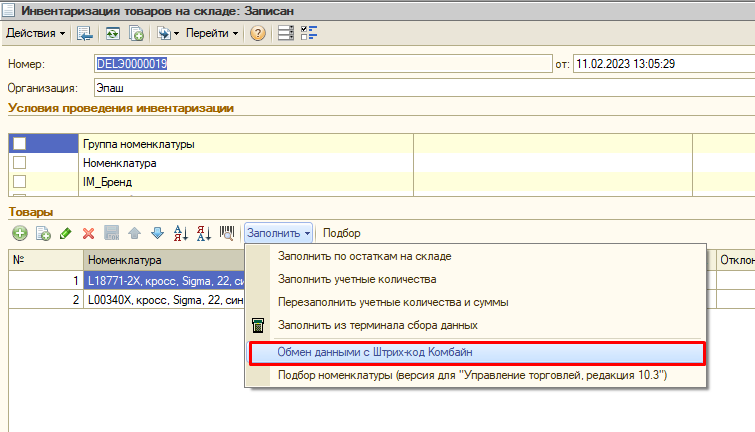 Инвентаризация товаров на складе: Записан
Действия Перейти
Номер: DELЭ0000019 от: 11.02.2023 13:05:29
Организация: Эпаш
Условия проведения инвентаризации
Группа номенклатуры
Номенклатура
IM_Бренд
Товары
Заполнить Подбор
№ Номенклатура Отклон
1 L18771-2X, кросс, Sigma, 22, син
2 L00340X, кросс, Sigma, 22, син
Заполнить по остаткам на складе
Заполнить учетные количества
Перезаполнить учетные количества и суммы
Заполнить из терминала сбора данных
Обмен данными с Штрих-код Комбайн
Подбор номенклатуры (версия для "Управление торговлей, редакция 10.3")